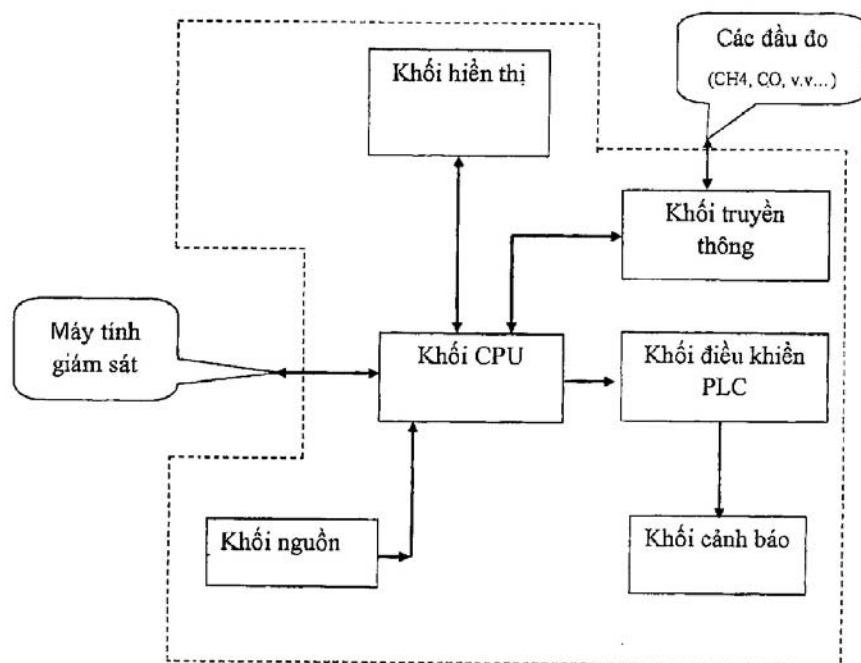 Các đầu đo
(CH4, CO, v.v...)
Khối hiển thị
Khối truyền
thông
Máy tính
giám sát
Khối CPU
Khối điều khiển
PLC
Khối nguồn
Khối cảnh báo